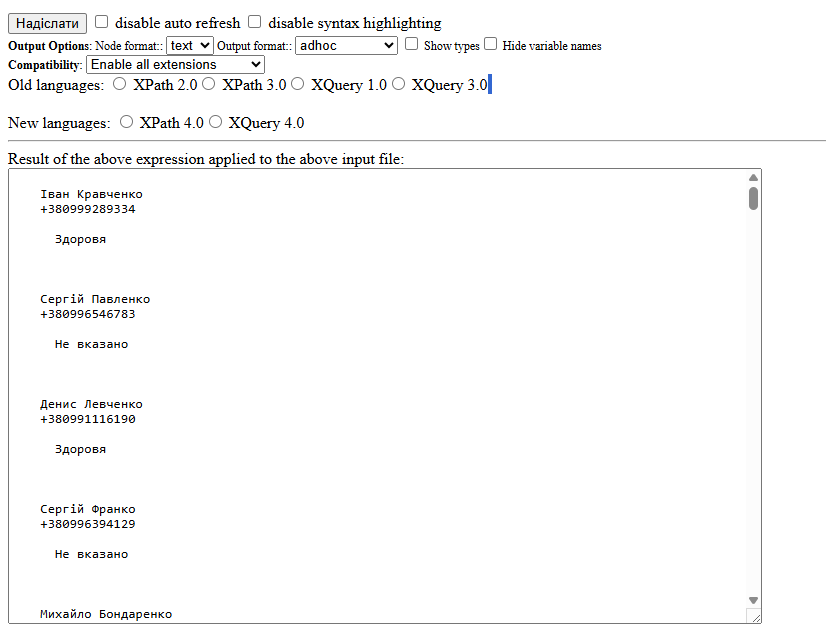 Надіслати disable auto refresh disable syntax highlighting
Output Options: Node format:: text Output format:: adhoc Show types Hide variable names
Compatibility: Enable all extensions
Old languages: XPath 2.0 XPath 3.0 XQuery 1.0 XQuery 3.0
New languages: XPath 4.0 XQuery 4.0
Result of the above expression applied to the above input file:
Іван Кравченко
+380999289334
Здоровя
Сергій Павленко
+380996546783
Не вказано
Денис Левченко
+380991116190
Здоровя
Сергій Франко
+380996394129
Не вказано
Михайло Бондаренко